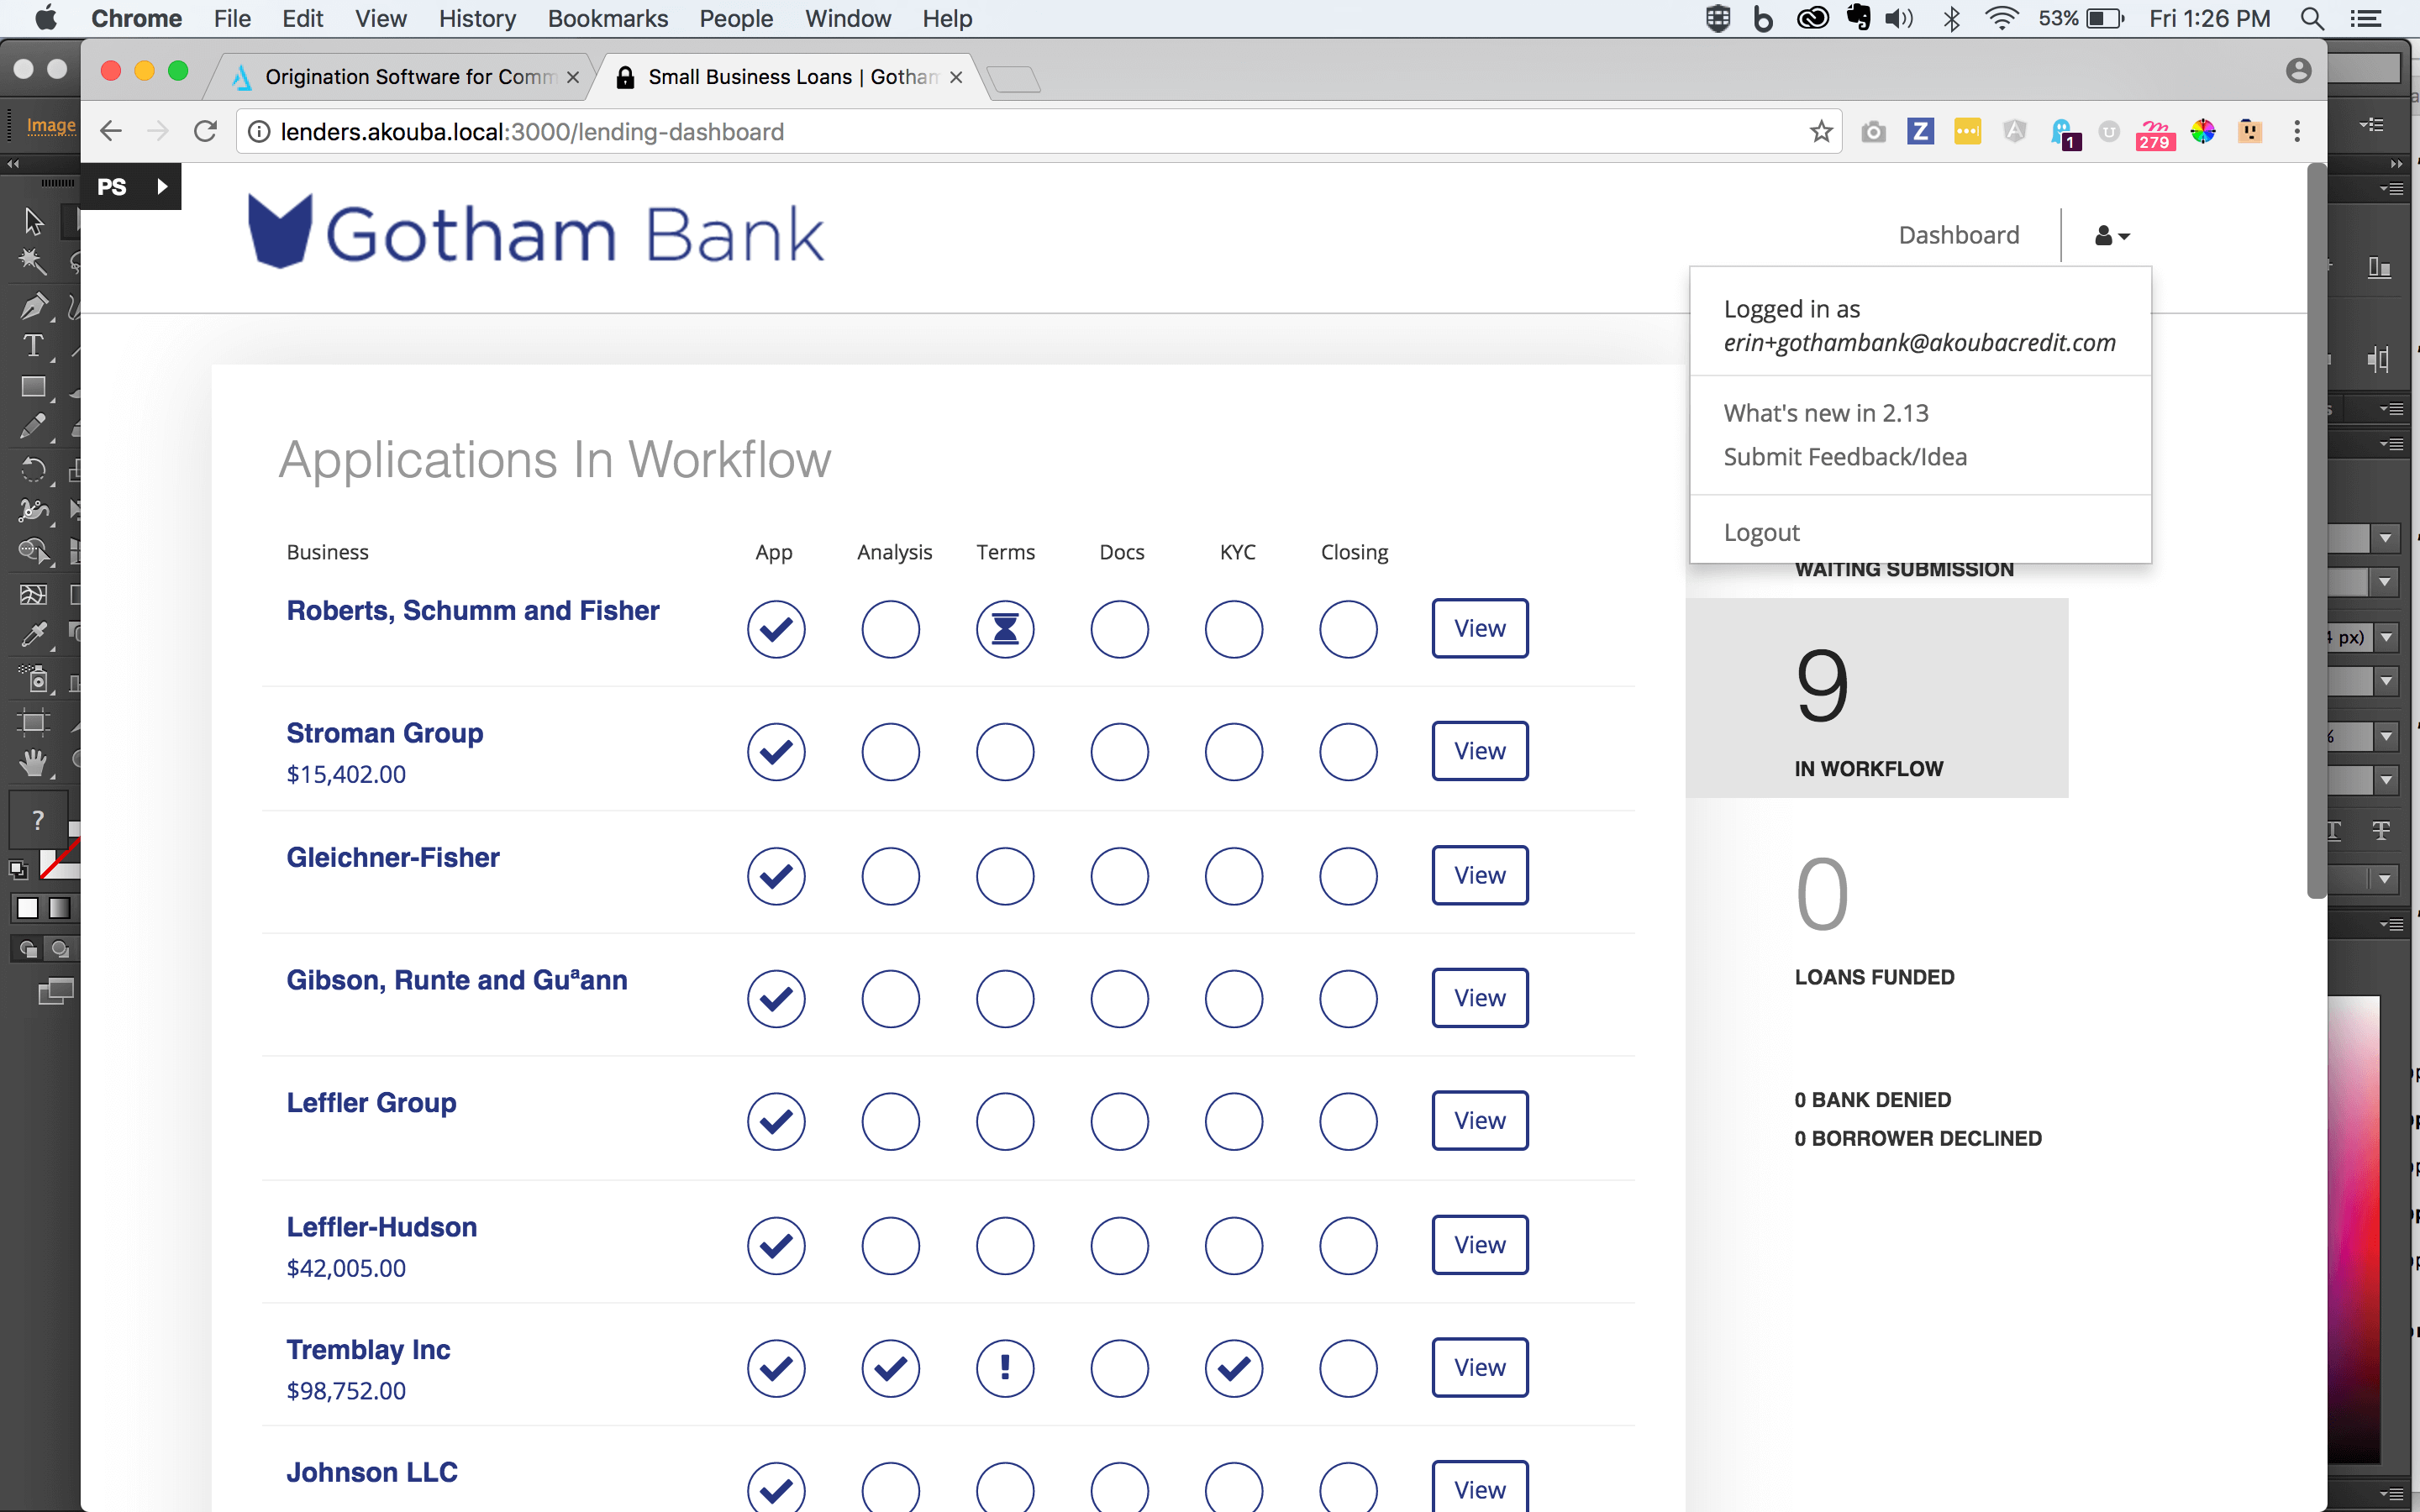 Chrome File Edit View History Bookmarks People Window Help
53% Fri 1:26 PM
Origination Software for Comm
Small Business Loans | Gotham
Image
lenders.akouba.local:3000/lending-dashboard
1
279
PS
Gotham Bank
Dashboard
Logged in as
erin+gothambank@akoubacredit.com
What's new in 2.13
Submit Feedback/Idea
Logout
Applications In Workflow
Business App Analysis Terms Docs KYC Closing
WAITING SUBMISSION
Roberts, Schumm and Fisher
View
9
IN WORKFLOW
Stroman Group
$15,402.00
View
Gleichner-Fisher
View
0
LOANS FUNDED
Gibson, Runte and Guªann
View
Leffler Group
View
0 BANK DENIED
0 BORROWER DECLINED
Leffler-Hudson
$42,005.00
View
Tremblay Inc
$98,752.00
View
Johnson LLC
View
px)
?